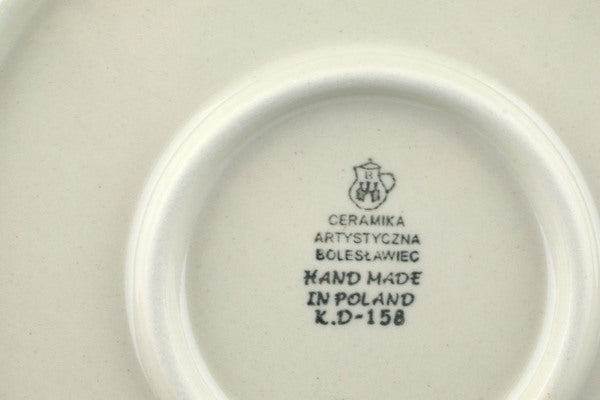 B
CERAMIKA
ARTYSTYCZNA
BOLESŁAWIEC
HAND MADE
IN POLAND
K.D-158